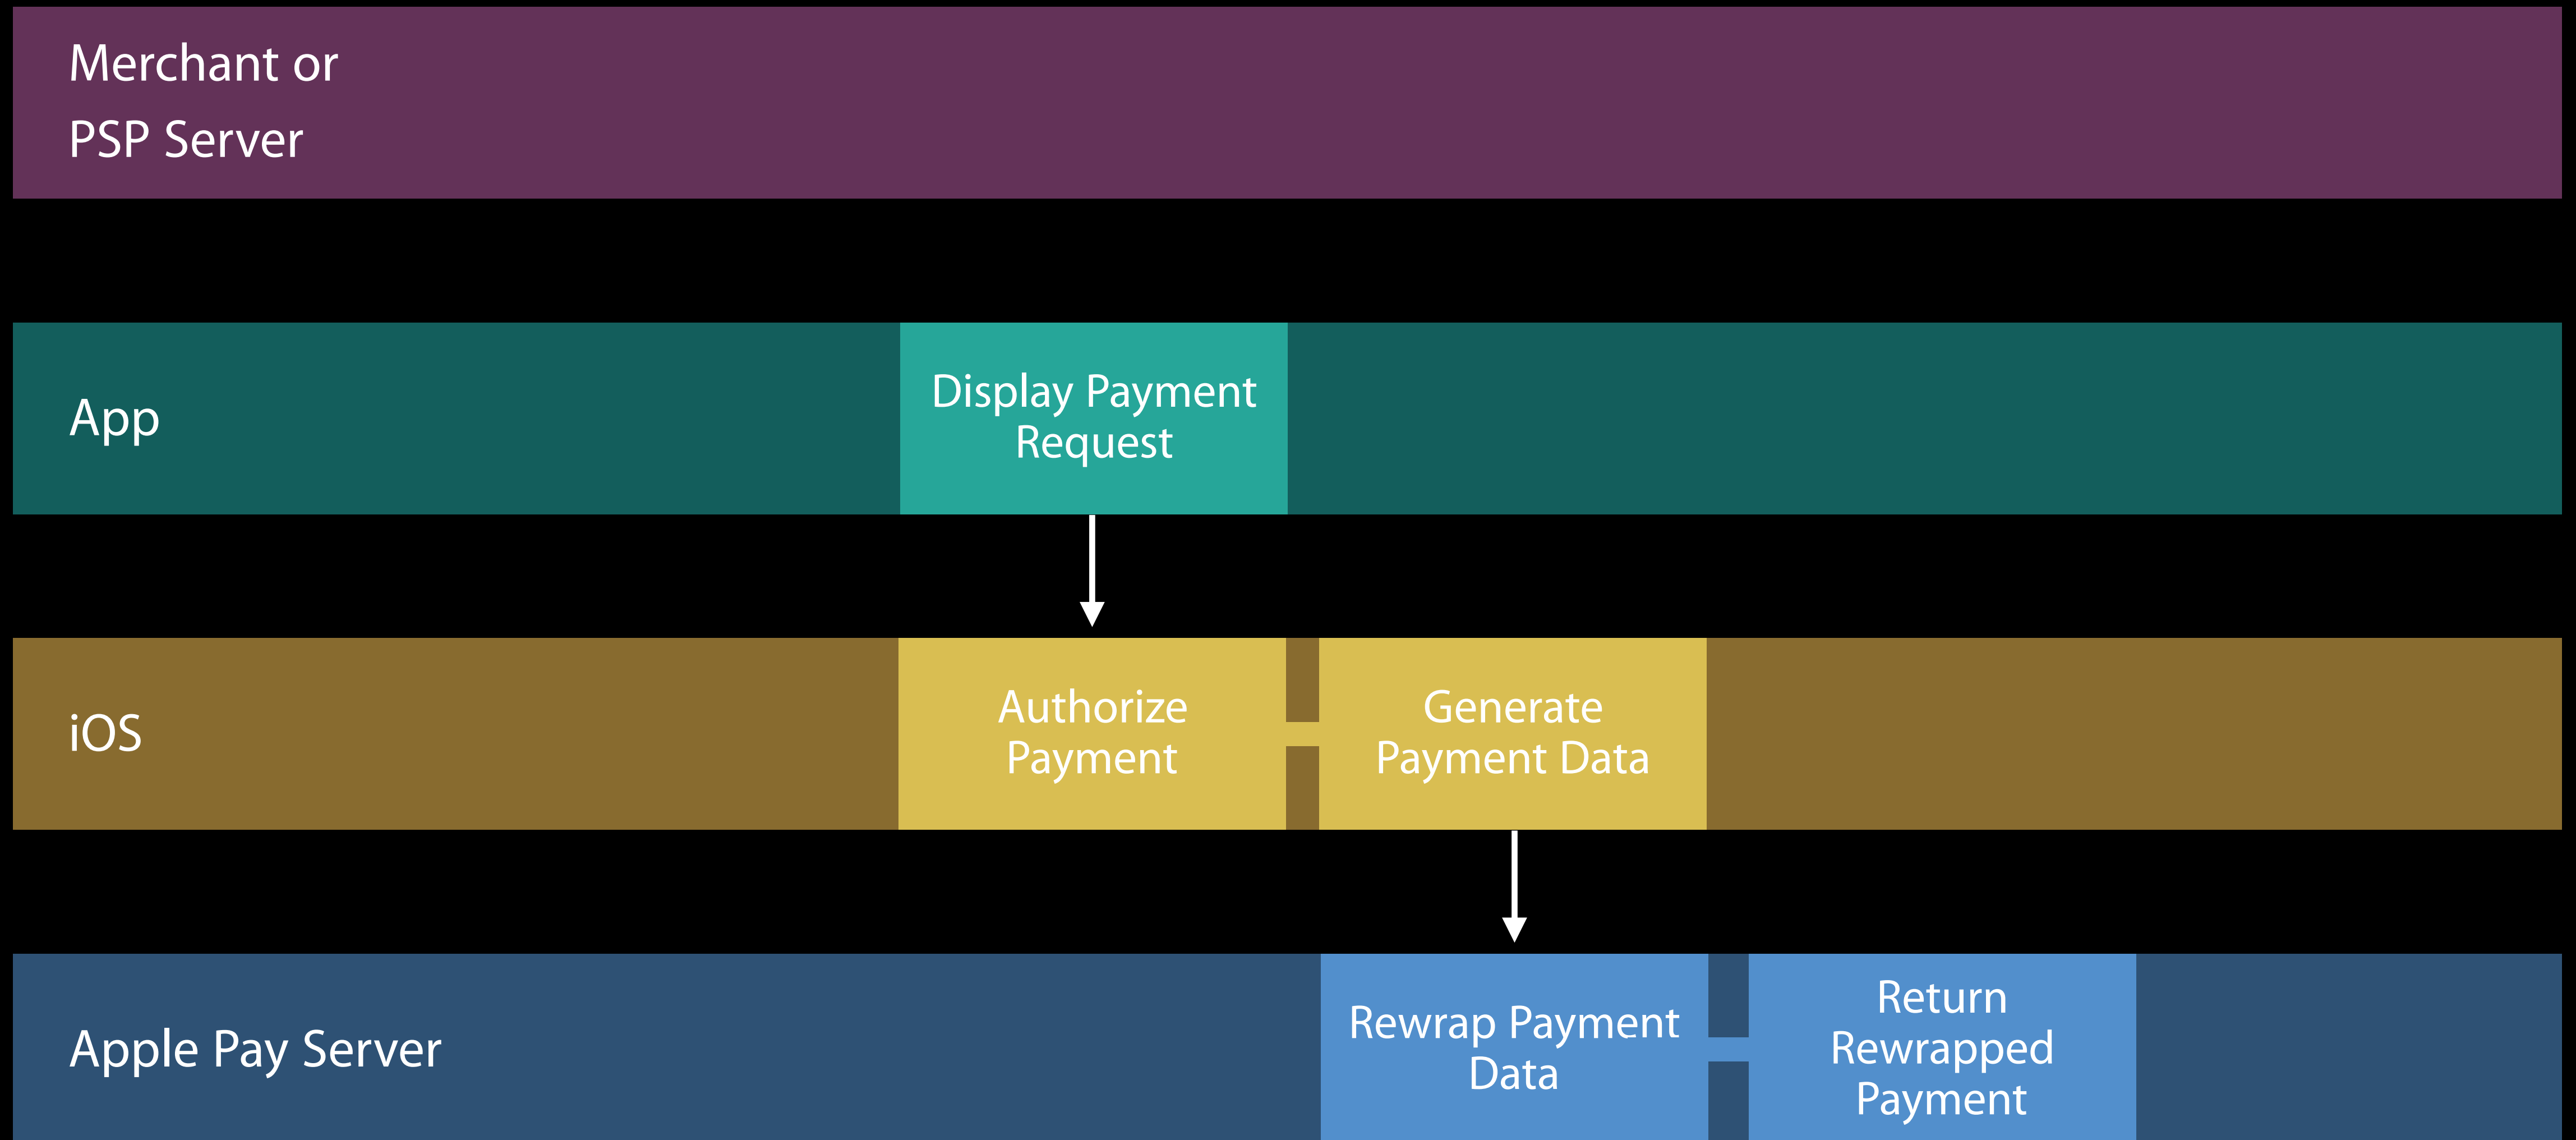 Merchant or
PSP Server
App
Display Payment
Request
iOS
Authorize
Payment
Generate
Payment Data
Apple Pay Server
Rewrap Payment
Data
Return
Rewrapped
Payment